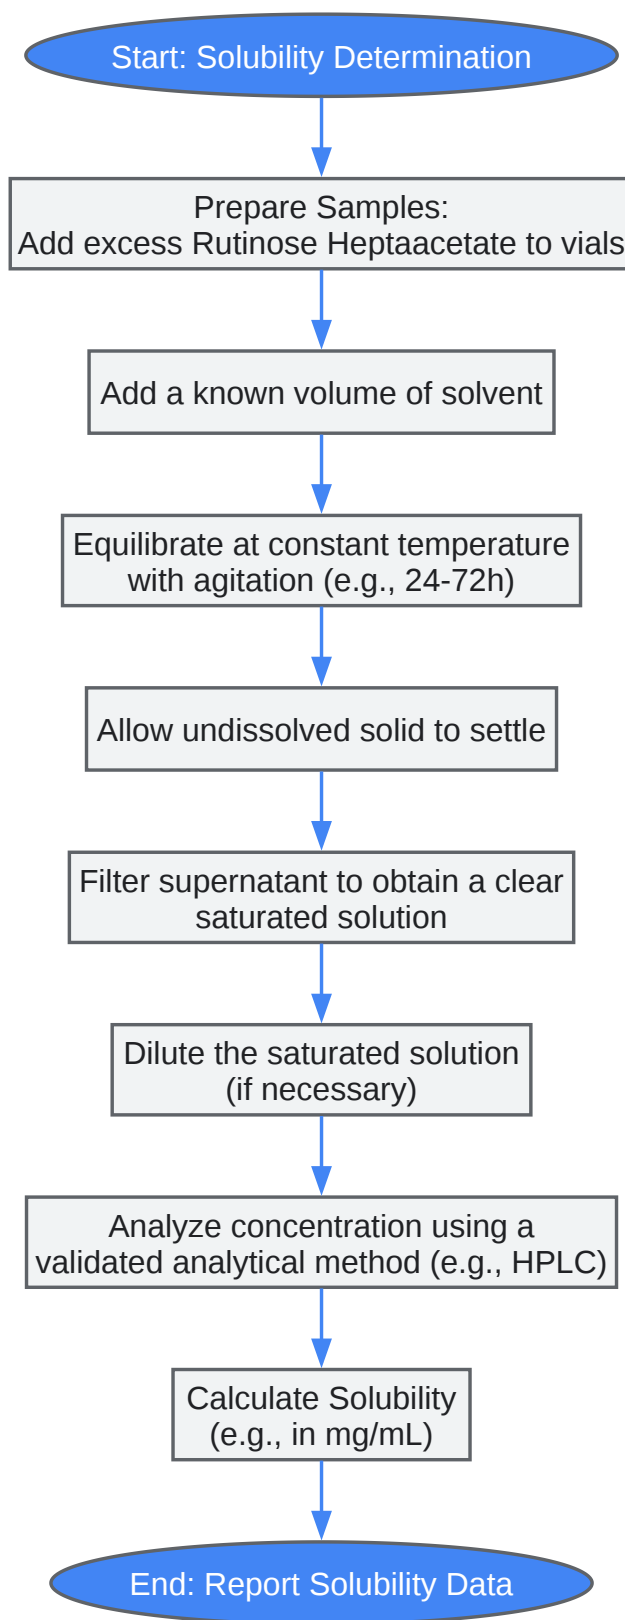 Start: Solubility Determination
Prepare Samples:
Add excess Rutinose Heptaacetate to vials
Add a known volume of solvent
Equilibrate at constant temperature
with agitation (e.g., 24-72h)
Allow undissolved solid to settle
Filter supernatant to obtain a clear
saturated solution
Dilute the saturated solution
(if necessary)
Analyze concentration using a
validated analytical method (e.g., HPLC)
Calculate Solubility
(e.g., in mg/mL)
End: Report Solubility Data